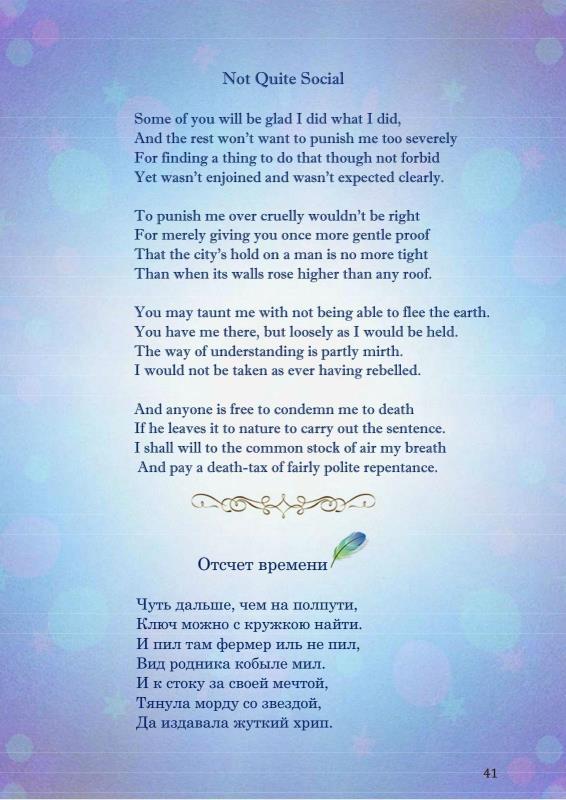 Not Quite Social
Some of you will be glad I did what I did,
And the rest won't want to punish me too severely
For finding a thing to do that though not forbid
Yet wasn't enjoined and wasn't expected clearly.
To punish me over cruelly wouldn't be right
For merely giving you once more gentle proof
That the city's hold on a man is no more tight
Than when its walls rose higher than any roof.
You may taunt me with not being able to flee the earth.
You have me there, but loosely as I would be held.
The way of understanding is partly mirth.
I would not be taken as ever having rebelled.
And anyone is free to condemn me to death
If he leaves it to nature to carry out the sentence.
I shall will to the common stock of air my breath
And pay a death-tax of fairly polite repentance.
Отсчет времени
Чуть дальше, чем на полпути,
Ключ можно с кружкою найти.
И пил там фермер иль не пил,
Вид родника кобыле мил.
И к стоку за своей мечтой,
Тянула морду со звездой,
Да издавала жуткий хрип.
41